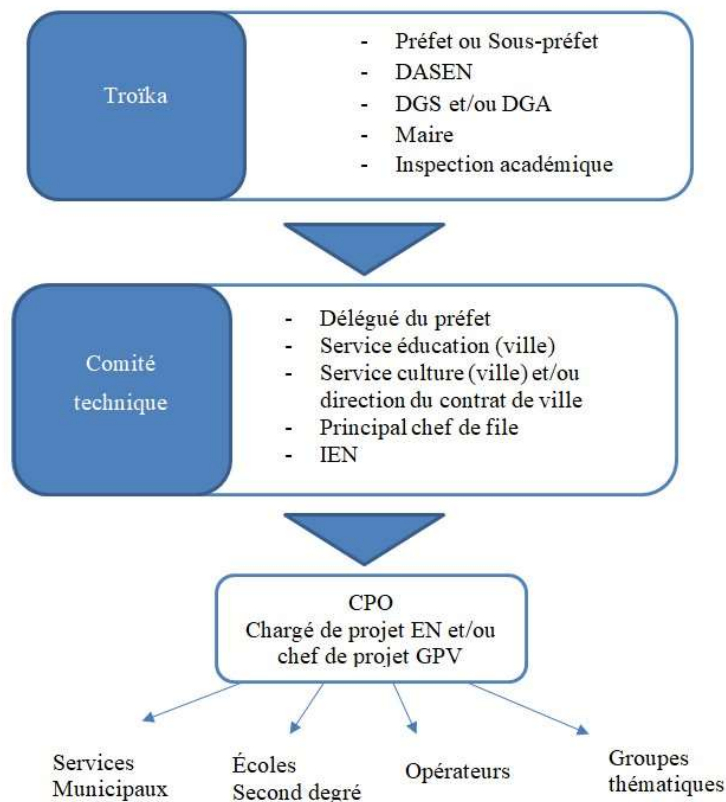 Troïka
- Préfet ou Sous-préfet
- DASEN
- DGS et/ou DGA
- Maire
- Inspection académique
Comité
technique
- Délégué du préfet
- Service éducation (ville)
- Service culture (ville) et/ou
direction du contrat de ville
- Principal chef de file
- IEN
CPO
Chargé de projet EN et/ou
chef de projet GPV
Services
Municipaux
Écoles
Second degré
Opérateurs
Groupes
thématiques